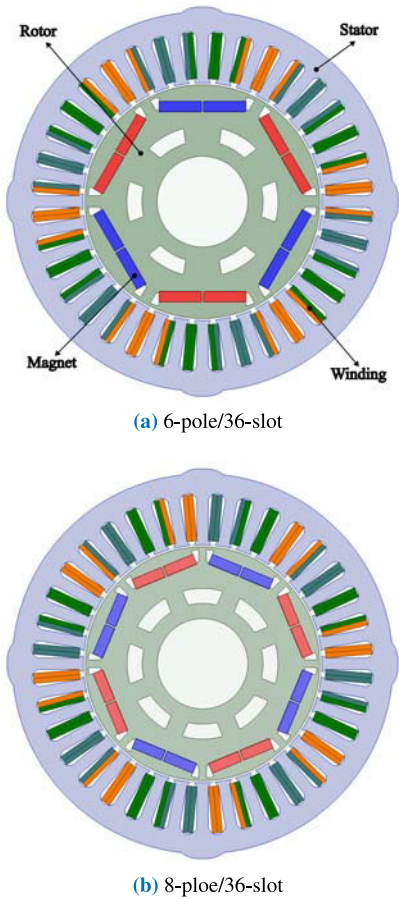 Rotor
Stator
Magnet
Winding
(a) 6-pole/36-slot
(b) 8-ploe/36-slot